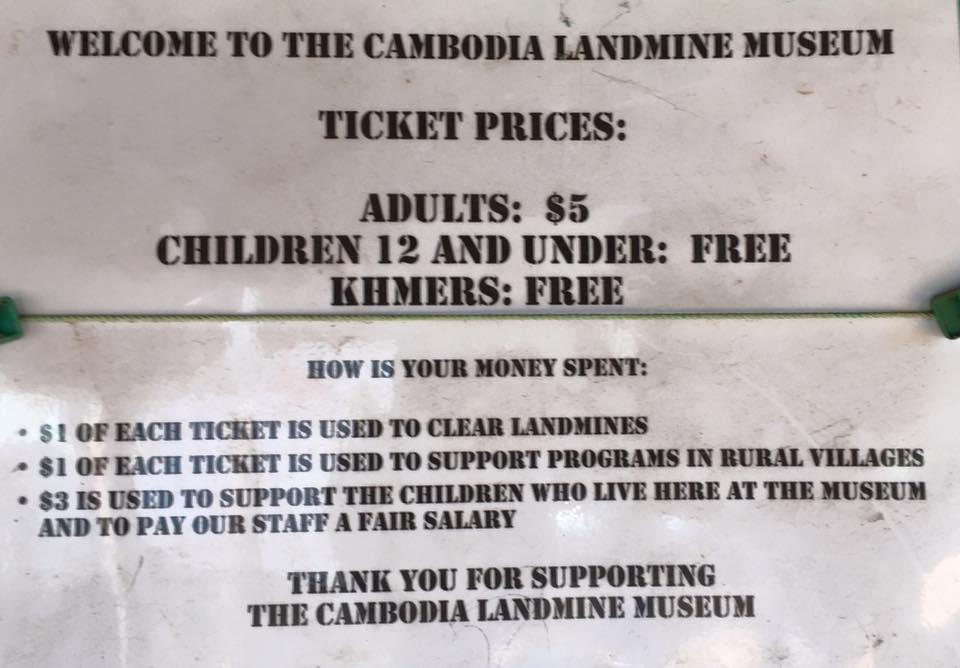 WELCOME TO THE CAMBODIA LANDMINE MUSEUM
TICKET PRICES:
ADULTS: $5
CHILDREN 12 AND UNDER: FREE
KHMERS: FREE
HOW IS YOUR MONEY SPENT:
• $1 OF EACH TICKET IS USED TO CLEAR LANDMINES
• $1 OF EACH TICKET IS USED TO SUPPORT PROGRAMS IN RURAL VILLAGES
• $3 IS USED TO SUPPORT THE CHILDREN WHO LIVE HERE AT THE MUSEUM
AND TO PAY OUR STAFF A FAIR SALARY
THANK YOU FOR SUPPORTING
THE CAMBODIA LANDMINE MUSEUM